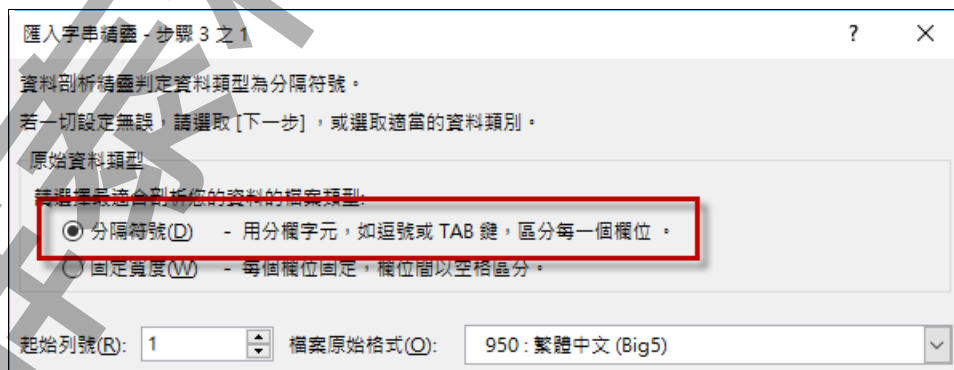 匯入字串精靈 - 步驟 3 之 1
?
資料剖析精靈判定資料類型為分隔符號。
若一切設定無誤，請選取 [下一步] ，或選取適當的資料類別。
原始資料類型
請選擇最適合剖析您的資料的檔案類型:
分隔符號(D) - 用分欄字元，如逗號或 TAB 鍵，區分每一個欄位 。
固定寬度(W) - 每個欄位固定，欄位間以空格區分。
起始列號(R): 1 檔案原始格式(O): 950 : 繁體中文 (Big5)